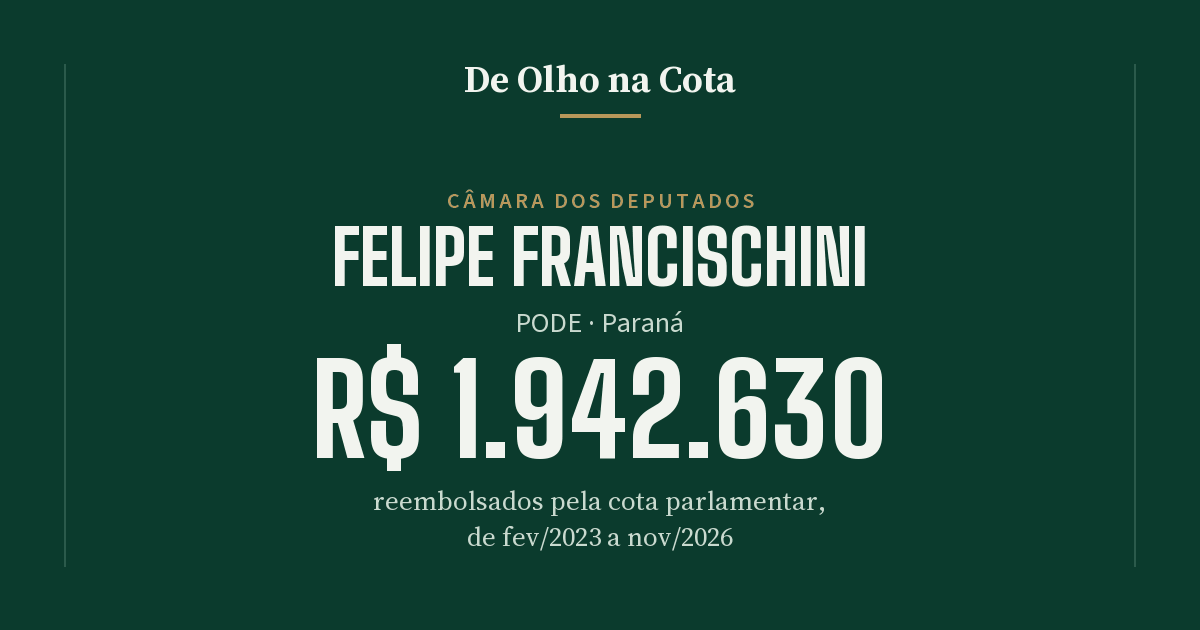 De Olho na Cota
CÂMARA DOS DEPUTADOS
FELIPE FRANCISCHINI
PODE · Paraná
R$ 1.942.630
reembolsados pela cota parlamentar,
de fev/2023 a nov/2026